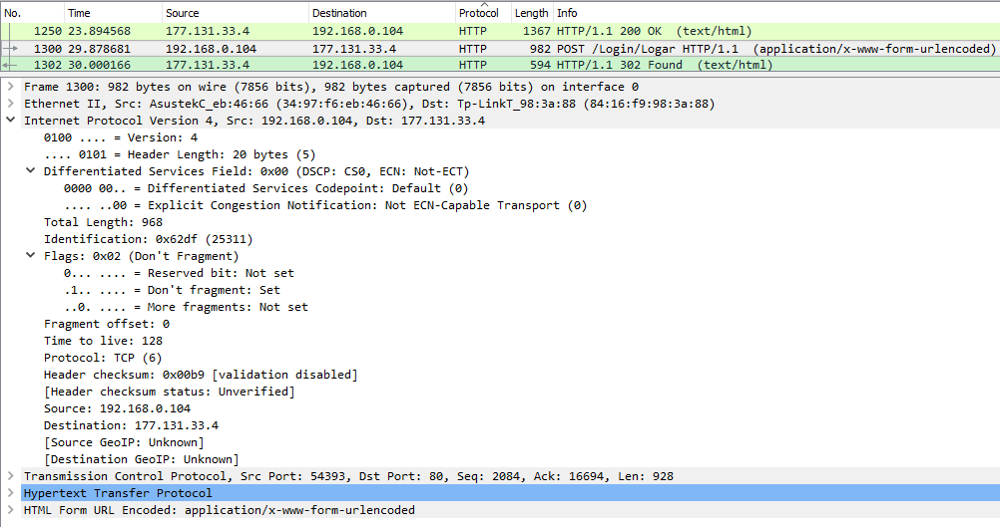 No. Time Source Destination Protocol Length Info
1250 23.894568 177.131.33.4 192.168.0.104 HTTP 1367 HTTP/1.1 200 OK (text/html)
1300 29.878681 192.168.0.104 177.131.33.4 HTTP 982 POST /Login/Logar HTTP/1.1 (application/x-www-form-urlencoded)
1302 30.000166 177.131.33.4 192.168.0.104 HTTP 594 HTTP/1.1 302 Found (text/html)
Frame 1300: 982 bytes on wire (7856 bits), 982 bytes captured (7856 bits) on interface 0
Ethernet II, Src: AsustekC_eb:46:66 (34:97:f6:eb:46:66), Dst: Tp-LinkT_98:3a:88 (84:16:f9:98:3a:88)
Internet Protocol Version 4, Src: 192.168.0.104, Dst: 177.131.33.4
0100 .... = Version: 4
.... 0101 = Header Length: 20 bytes (5)
Differentiated Services Field: 0x00 (DSCP: CS0, ECN: Not-ECT)
0000 00.. = Differentiated Services Codepoint: Default (0)
.... ..00 = Explicit Congestion Notification: Not ECN-Capable Transport (0)
Total Length: 968
Identification: 0x62df (25311)
Flags: 0x02 (Don't Fragment)
0... .... = Reserved bit: Not set
.1.. .... = Don't fragment: Set
..0. .... = More fragments: Not set
Fragment offset: 0
Time to live: 128
Protocol: TCP (6)
Header checksum: 0x00b9 [validation disabled]
[Header checksum status: Unverified]
Source: 192.168.0.104
Destination: 177.131.33.4
[Source GeoIP: Unknown]
[Destination GeoIP: Unknown]
Transmission Control Protocol, Src Port: 54393, Dst Port: 80, Seq: 2084, Ack: 16694, Len: 928
Hypertext Transfer Protocol
HTML Form URL Encoded: application/x-www-form-urlencoded